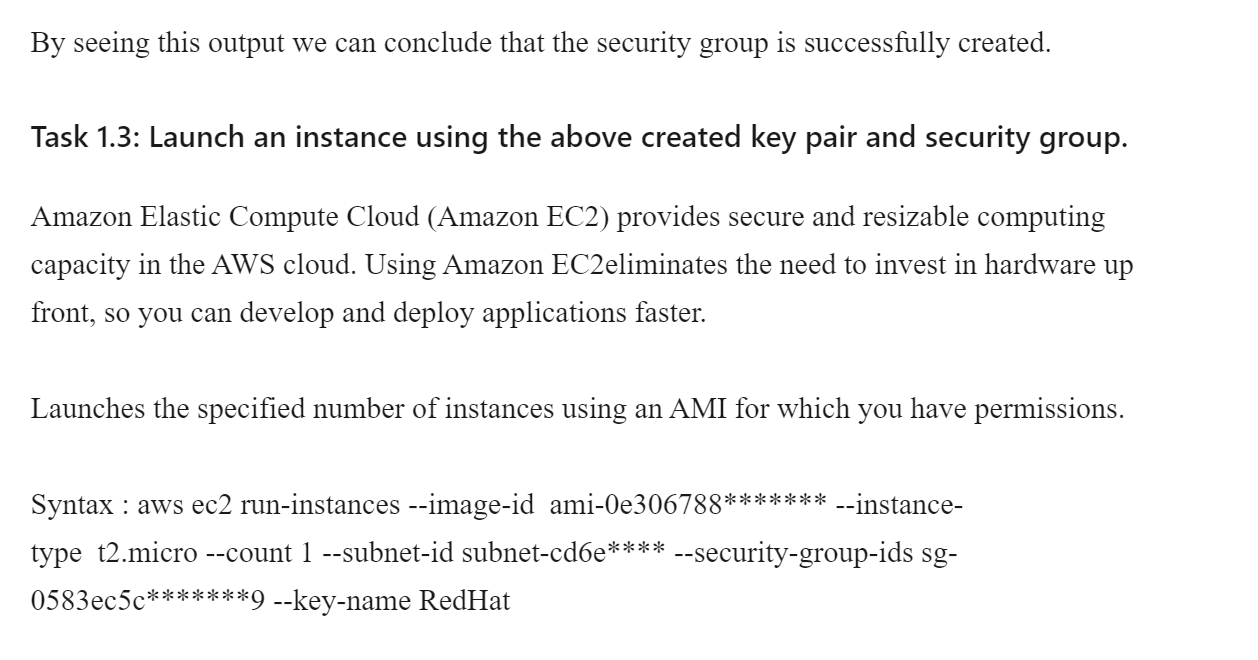 By seeing this output we can conclude that the security group is successfully created.
Task 1.3: Launch an instance using the above created key pair and security group.
Amazon Elastic Compute Cloud (Amazon EC2) provides secure and resizable computing
capacity in the AWS cloud. Using Amazon EC2eliminates the need to invest in hardware up
front, so you can develop and deploy applications faster.
Launches the specified number of instances using an AMI for which you have permissions.
Syntax : aws ec2 run-instances --image-id  ami-0e306788******* --instance-
type  t2.micro --count 1 --subnet-id subnet-cd6e**** --security-group-ids sg-
0583ec5c*******9 --key-name RedHat